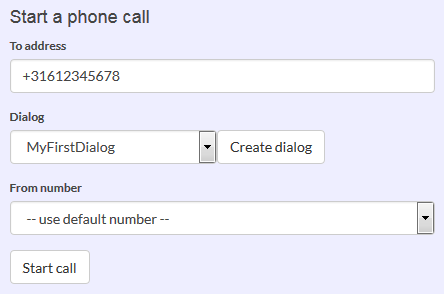 Start a phone call
To address
+31612345678
Dialog
MyFirstDialog Create dialog
From number
-- use default number --
Start call